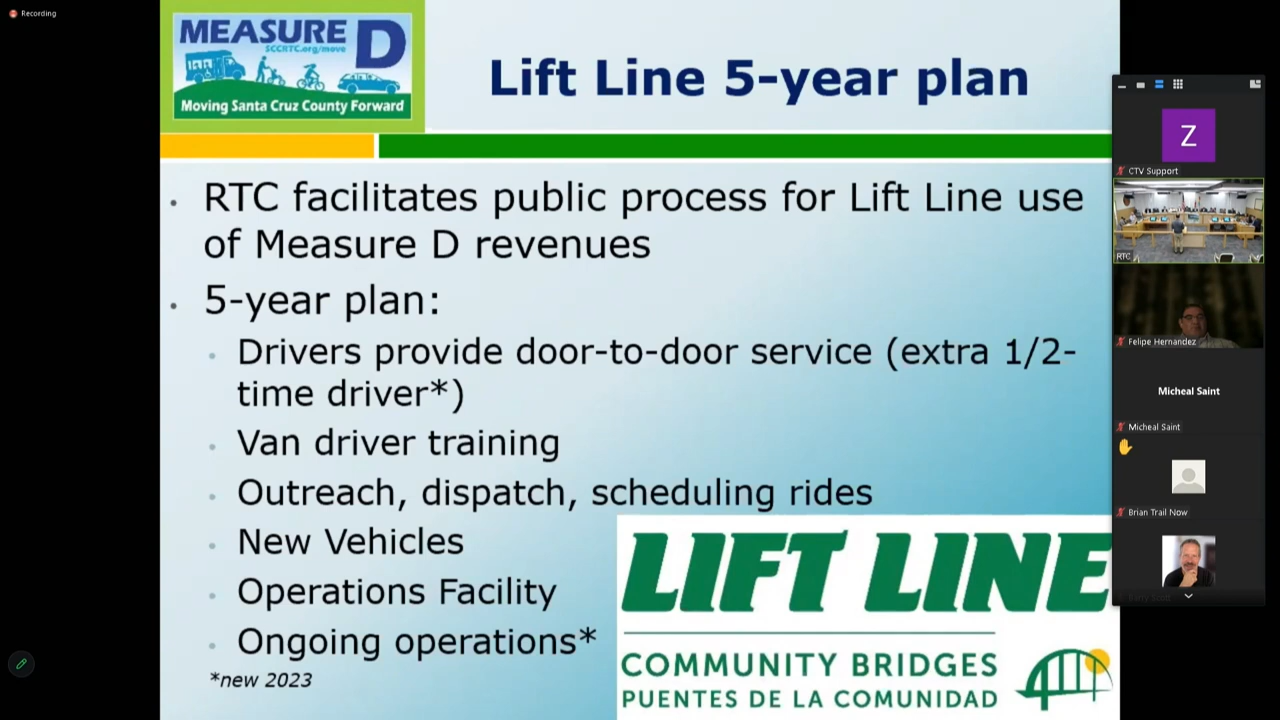 Recording
MEASURE D
SCCRTC.org/move
Moving Santa Cruz County Forward
Lift Line 5-year plan
RTC facilitates public process for Lift Line use
of Measure D revenues
5-year plan:
Drivers provide door-to-door service (extra 1/2-
time driver*)
Van driver training
Outreach, dispatch, scheduling rides
New Vehicles
Operations Facility
Ongoing operations*
*new 2023
LIFT LINE
COMMUNITY BRIDGES
PUENTES DE LA COMUNIDAD
Z
CTV Support
RTC
Felipe Hernandez
Micheal Saint
Micheal Saint
Brian Trail Now
Barry Scott